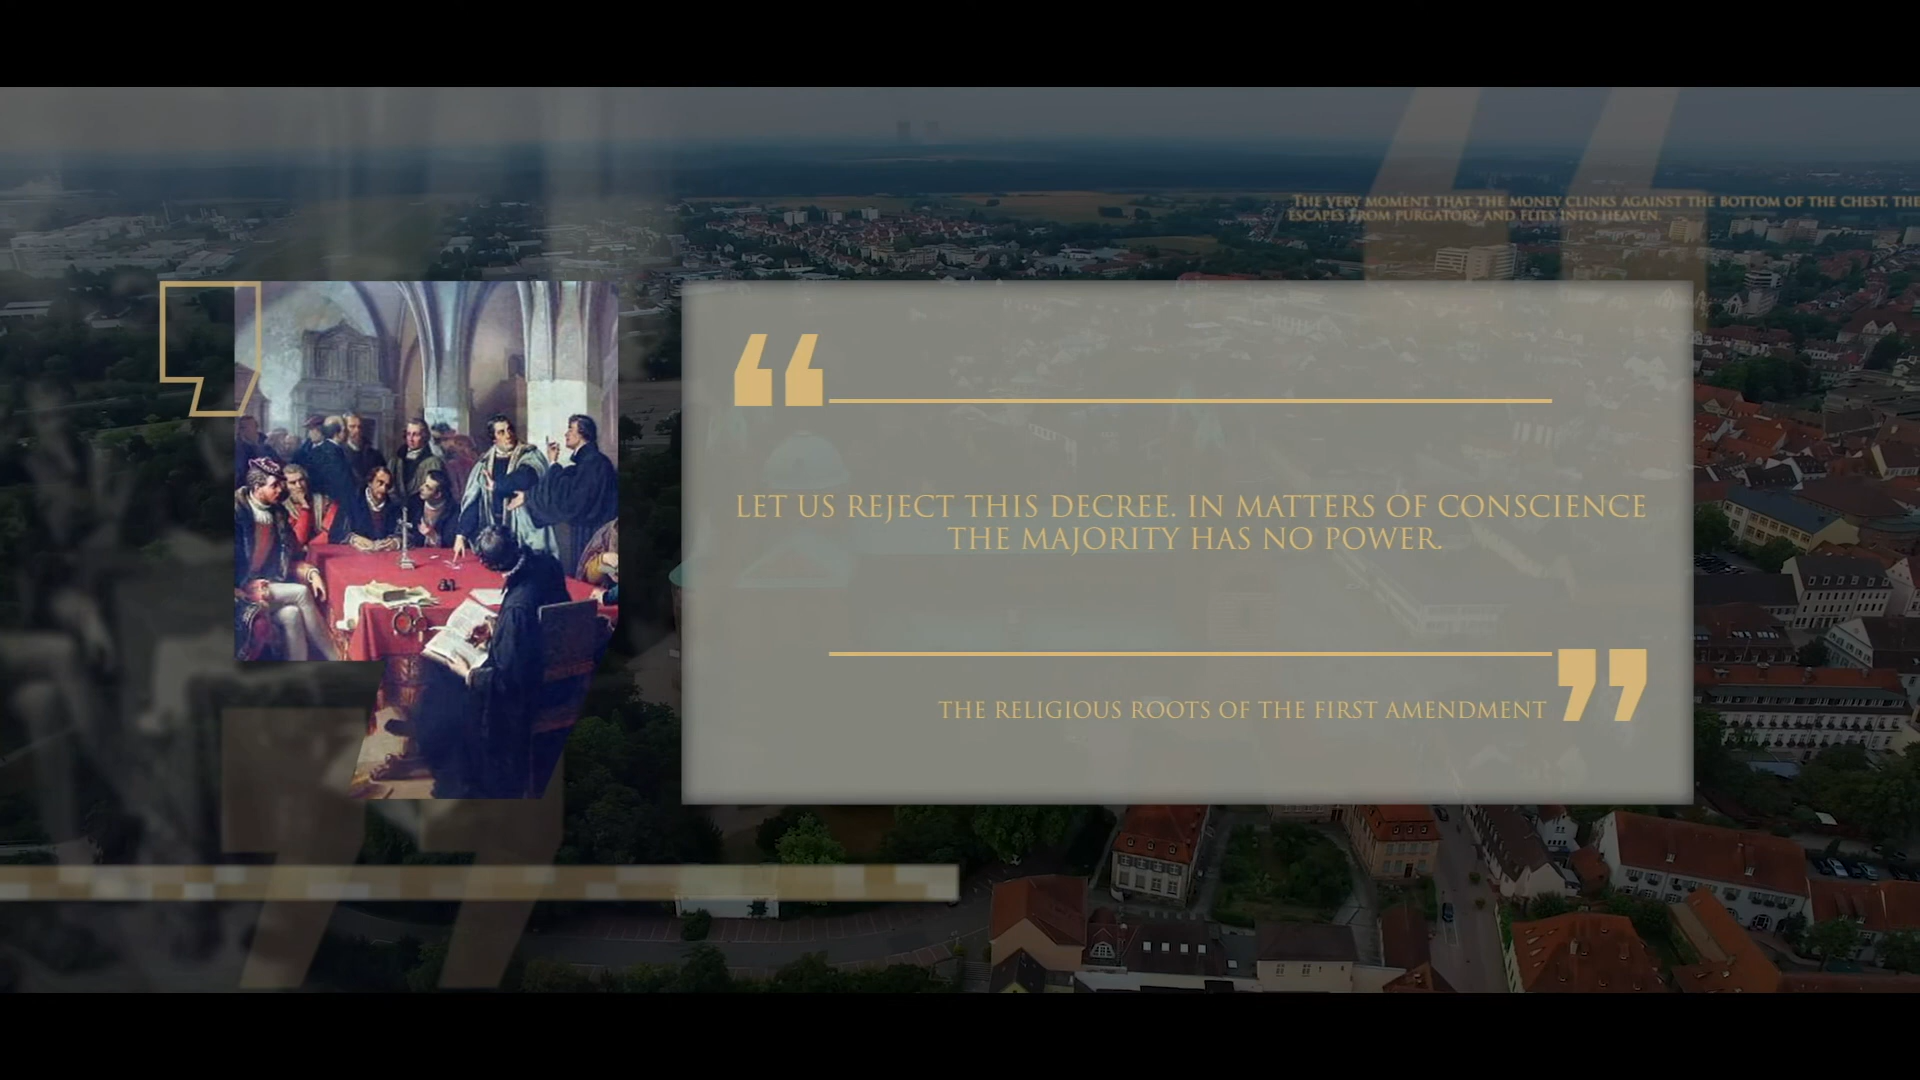 THE VERY MOMENT THAT THE MONEY CLINKS AGAINST THE BOTTOM OF THE CHEST, THE
ESCAPES FROM PURGATORY AND FLITS INTO HEAVEN.
“
LET US REJECT THIS DECREE. IN MATTERS OF CONSCIENCE
THE MAJORITY HAS NO POWER.
THE RELIGIOUS ROOTS OF THE FIRST AMENDMENT ”